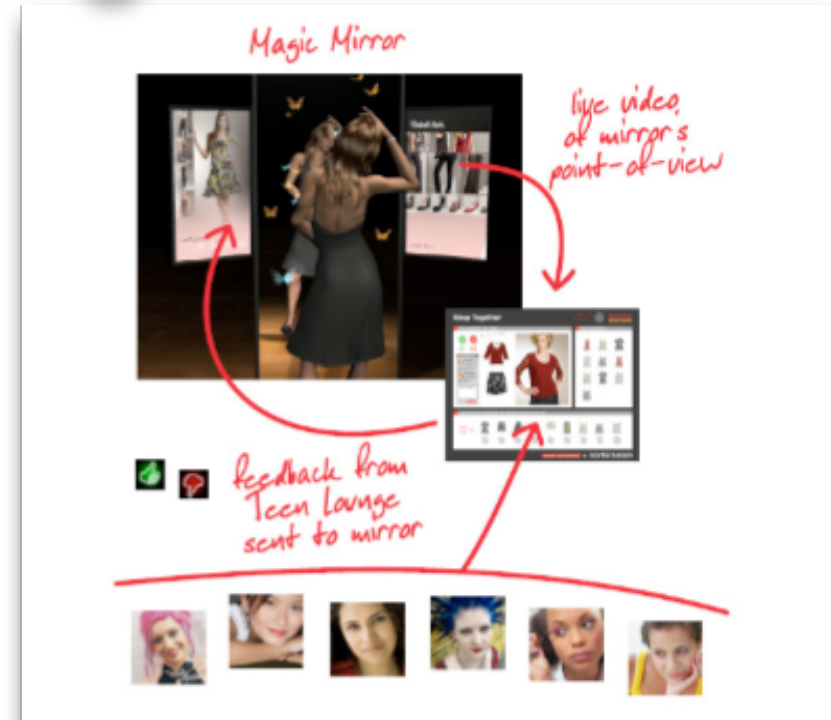 Magic Mirror
live video
of mirror's
point-of-view
Shop Together
feedback from
Teen Lounge
sent to mirror